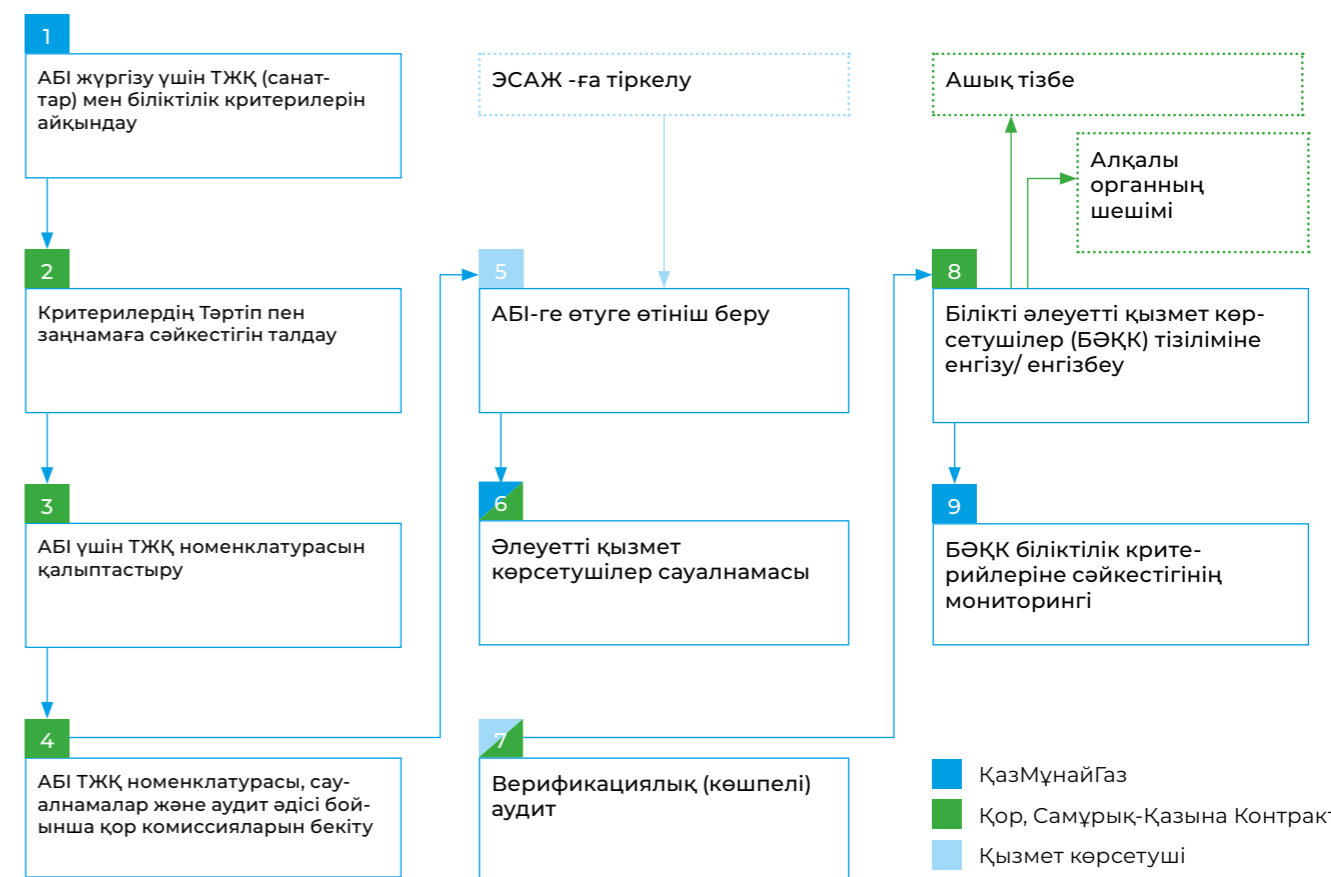 1
АБІ жүргізу үшін ТЖҚ (санат-
тар) мен біліктілік критерилерін
айқындау
2
Критерилердің Тәртіп пен
заңнамаға сәйкестігін талдау
3
АБІ үшін ТЖҚ номенклатурасын
қалыптастыру
4
АБІ ТЖҚ номенклатурасы, сау-
алнамалар және аудит әдісі бой-
ынша қор комиссияларын бекіту
ЭСАЖ -ға тіркелу
5
АБІ-ге өтуге өтініш беру
6
Әлеуетті қызмет
көрсетушілер сауалнамасы
7
Верификациялық (көшпелі)
аудит
Ашық тізбе
Алқалы
органның
шешімі
8
Білікті әлеуетті қызмет көр-
сетушілер (БӘҚК) тізіліміне
енгізу/ енгізбеу
9
БӘҚК біліктілік крите-
рийлеріне сәйкестігінің
мониторингі
ҚазМұнайГаз
Қор, Самұрық-Қазына Контракт
Қызмет көрсетуші